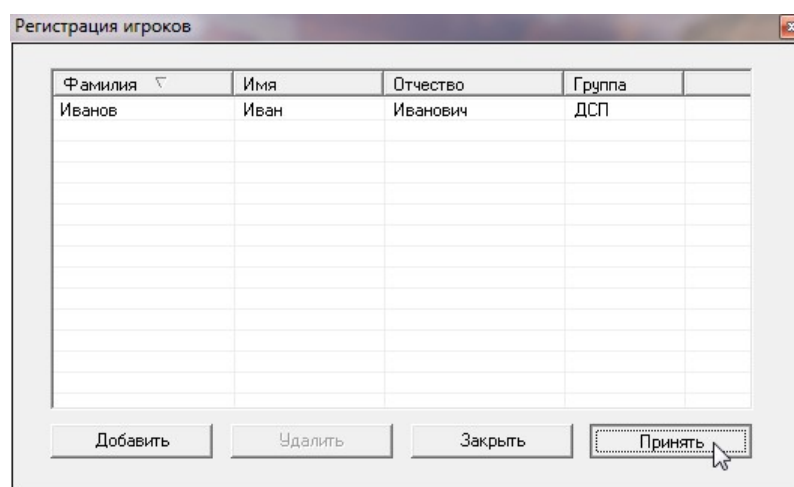 Регистрация игроков
Фамилия Имя Отчество Группа
Иванов Иван Иванович ДСП
Добавить Удалить Закрыть Принять